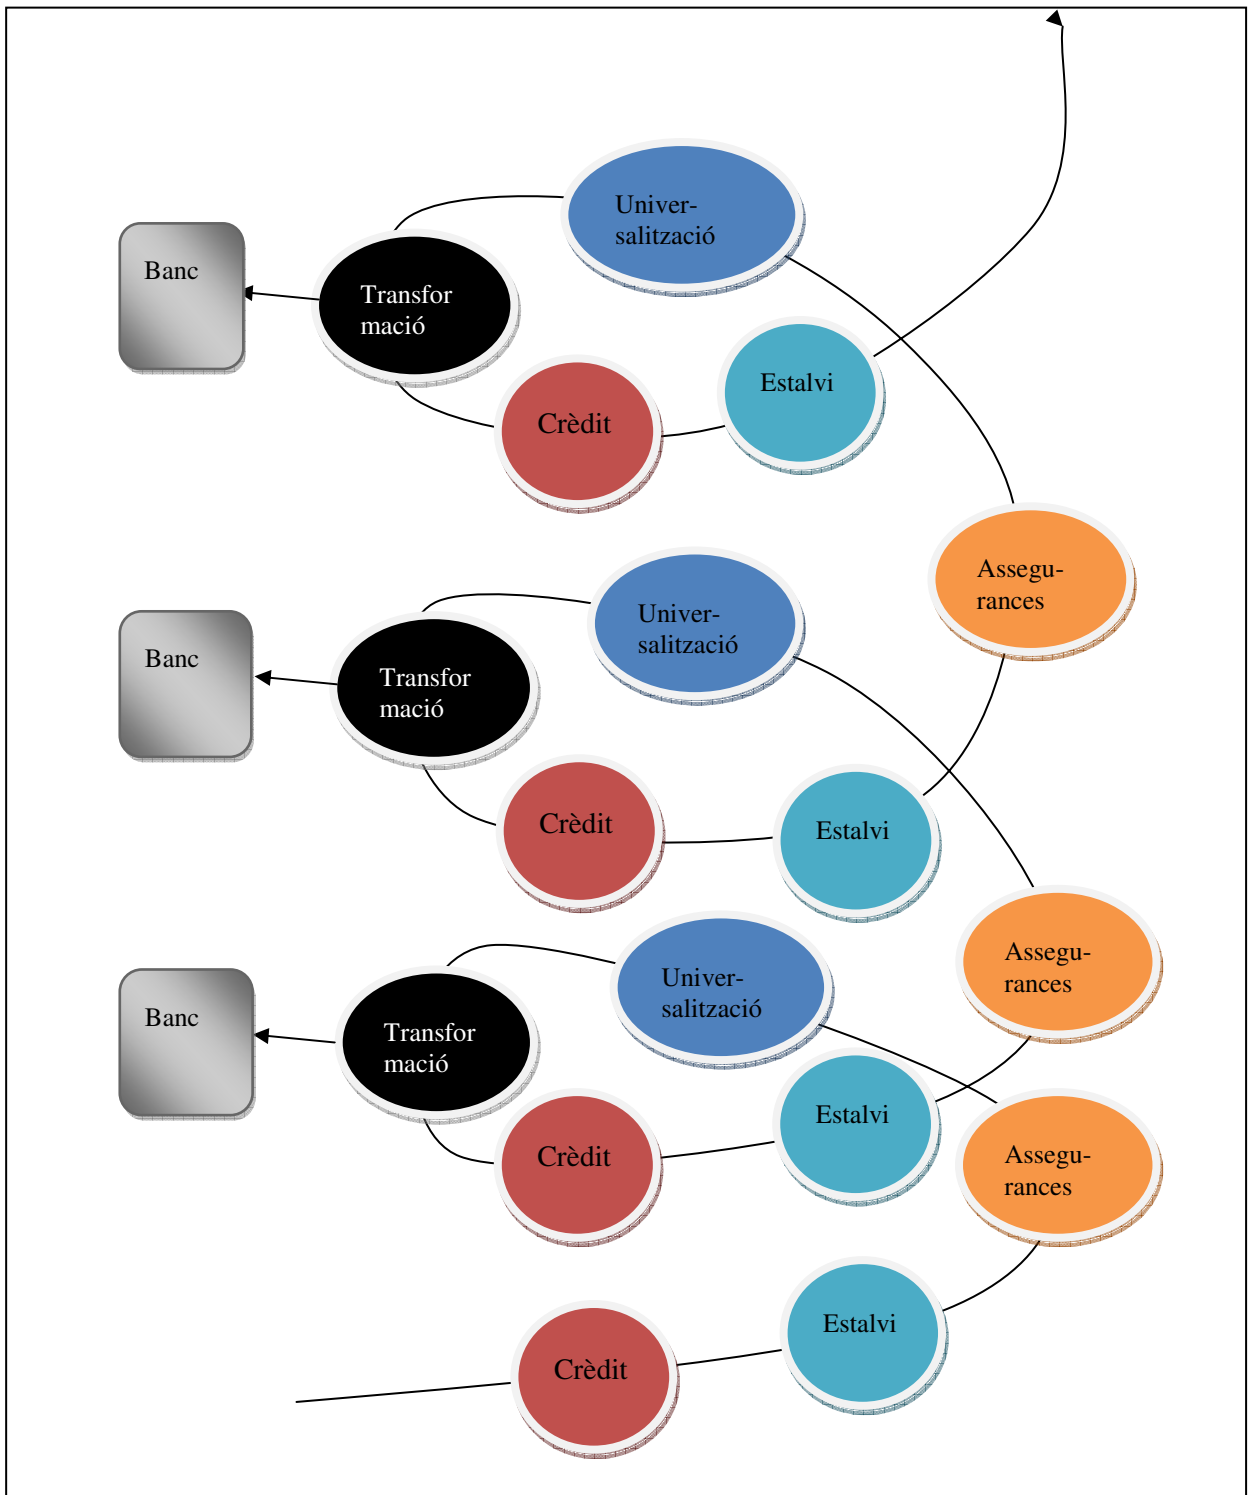 Univer-
salització
Banc
Transfor
mació
Estalvi
Crèdit
Assegu-
rances
Univer-
salització
Banc
Transfor
mació
Crèdit
Estalvi
Assegu-
rances
Univer-
salització
Banc
Transfor
mació
Estalvi
Crèdit
Assegu-
rances
Estalvi
Crèdit